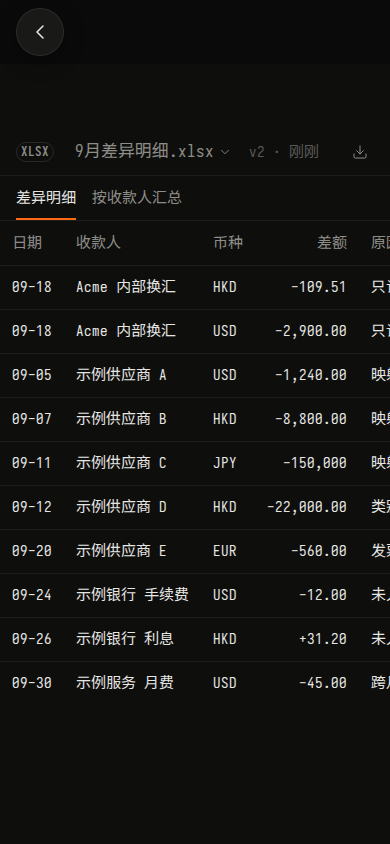 XLSX 9月差异明细.xlsx v2 · 刚刚
差异明细 按收款人汇总
日期 收款人 币种 差额
09-18 Acme 内部换汇 HKD -109.51 只
09-18 Acme 内部换汇 USD -2,900.00 只
09-05 示例供应商 A USD -1,240.00 映
09-07 示例供应商 B HKD -8,800.00 映
09-11 示例供应商 C JPY -150,000 映
09-12 示例供应商 D HKD -22,000.00 类
09-20 示例供应商 E EUR -560.00 发
09-24 示例银行 手续费 USD -12.00 未
09-26 示例银行 利息 HKD +31.20 未
09-30 示例服务 月费 USD -45.00 跨